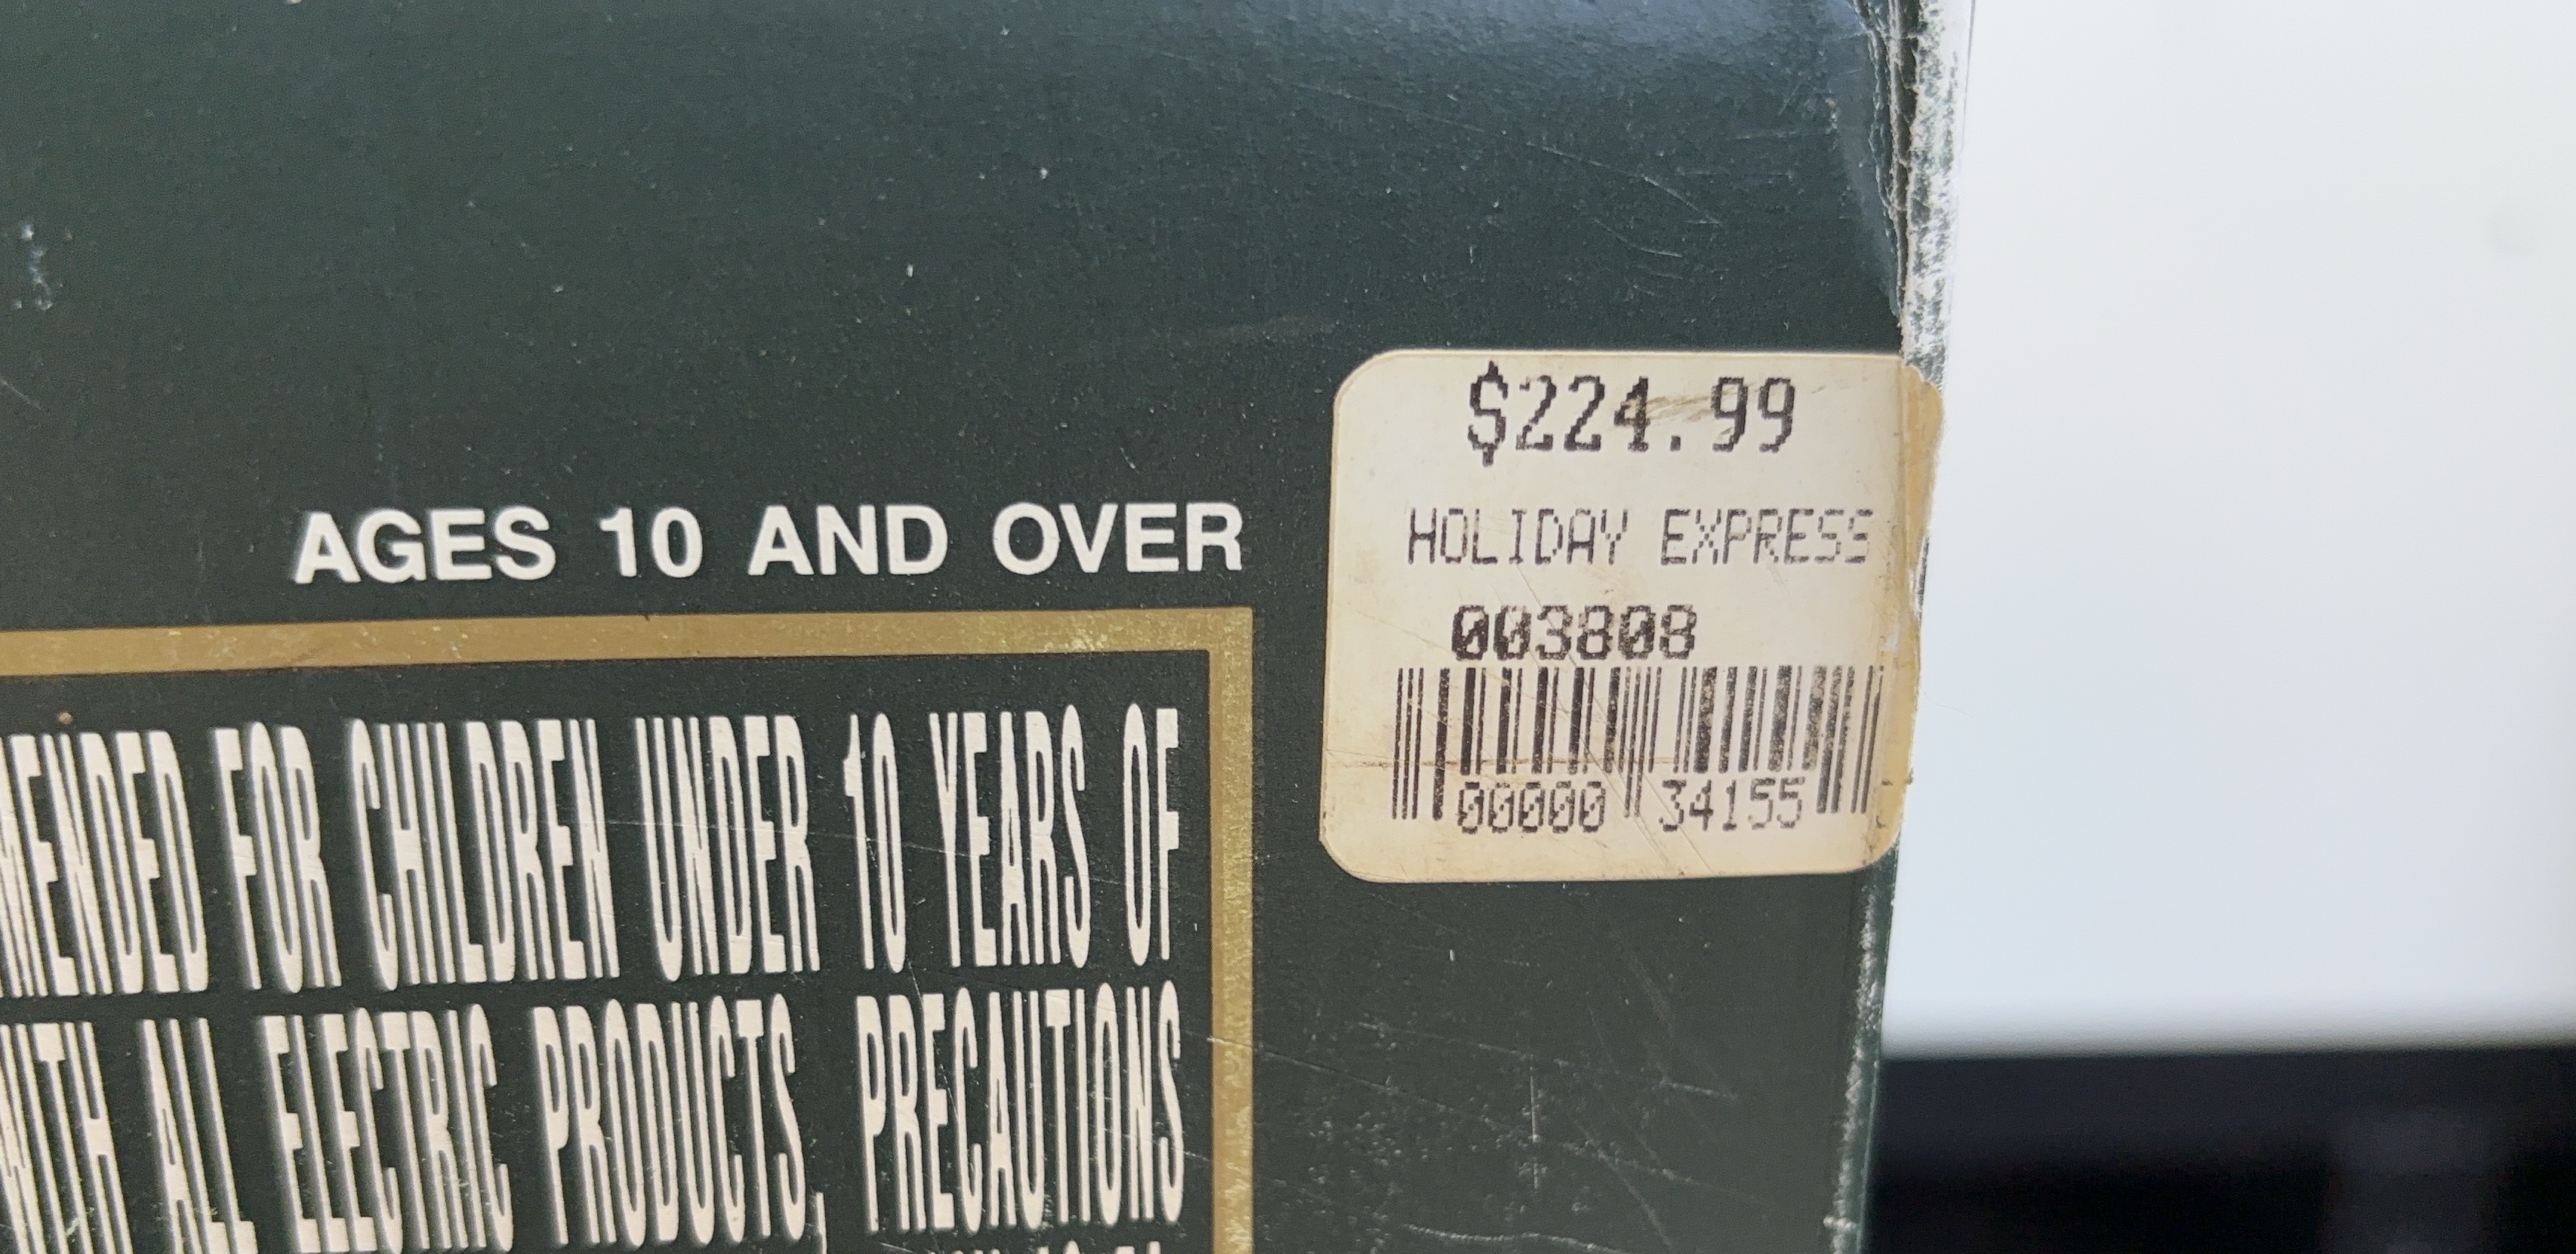 $224.99
HOLIDAY EXPRESS
003808
00000 34155
AGES 10 AND OVER
FOR CHILDREN UNDER 10 YEARS OF
WITH ALL ELECTRIC PRODUCTS, PRECAUTIONS